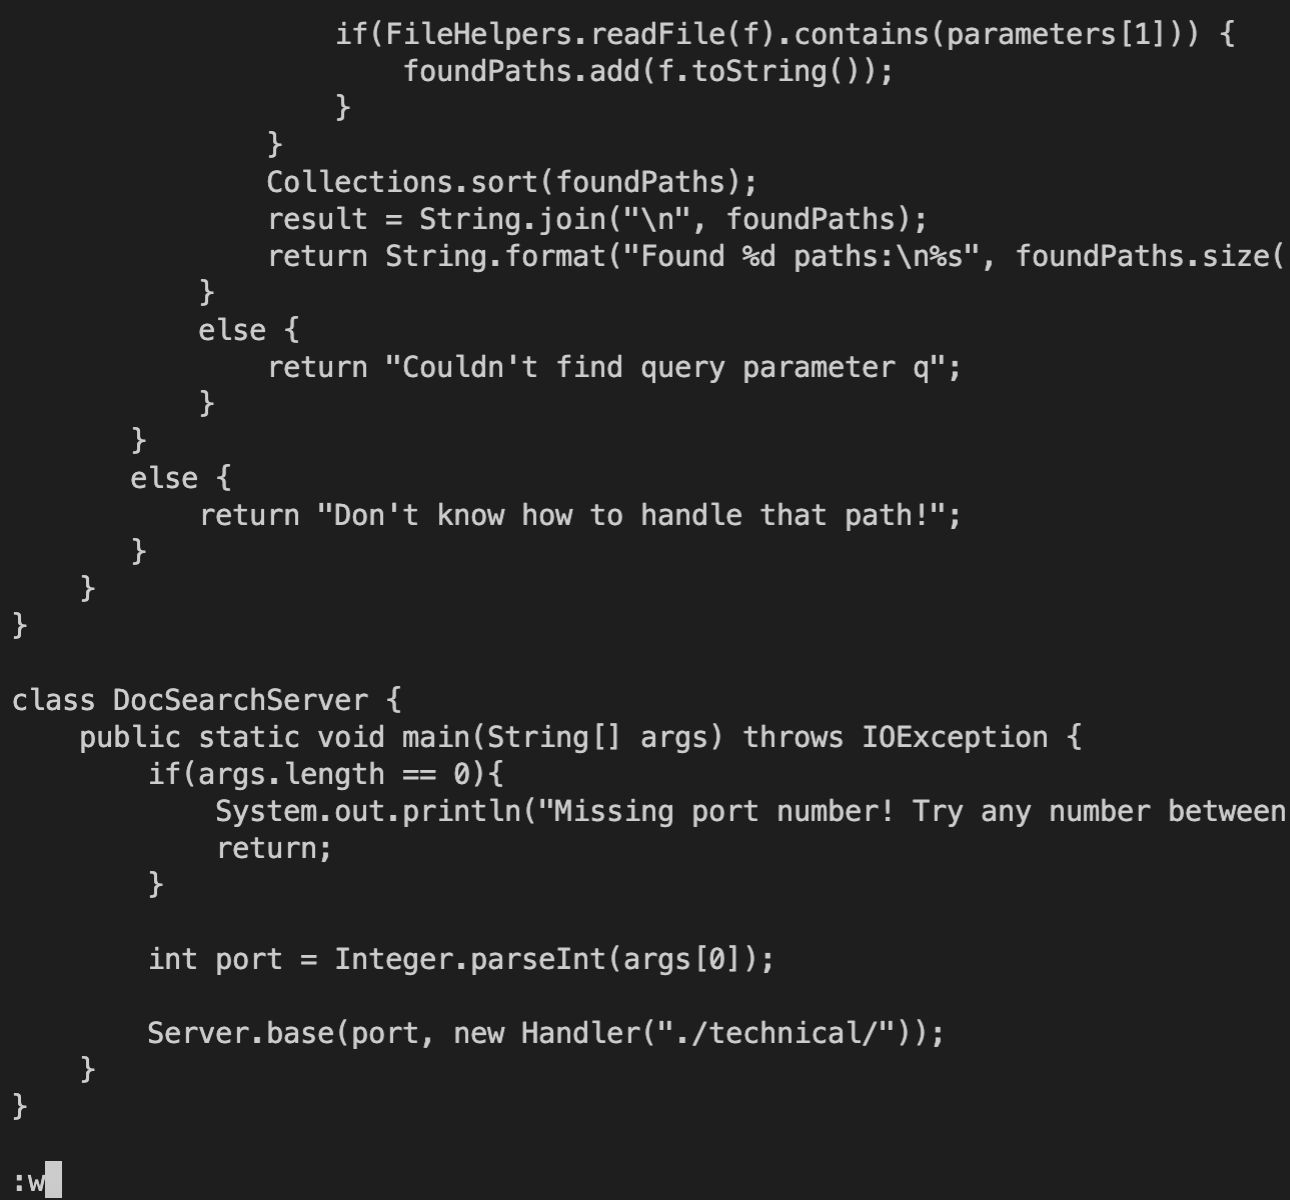 if(FileHelpers.readFile(f).contains(parameters[1])) {
foundPaths.add(f.toString());
}
}
Collections.sort(foundPaths);
result = String.join("\n", foundPaths);
return String.format("Found %d paths:\n%s", foundPaths.size(
}
else {
return "Couldn't find query parameter q";
}
}
else {
return "Don't know how to handle that path!";
}
}
}
class DocSearchServer {
public static void main(String[] args) throws IOException {
if(args.length == 0){
System.out.println("Missing port number! Try any number between
return;
}
int port = Integer.parseInt(args[0]);
Server.base(port, new Handler("./technical/"));
}
}
:w